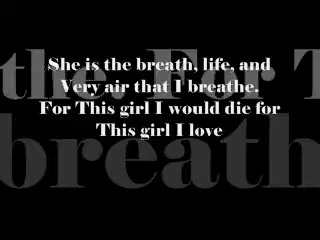 She is the breath, life, and
Very air that I breathe.
For This girl I would die for
This girl I love
the. For T
breath